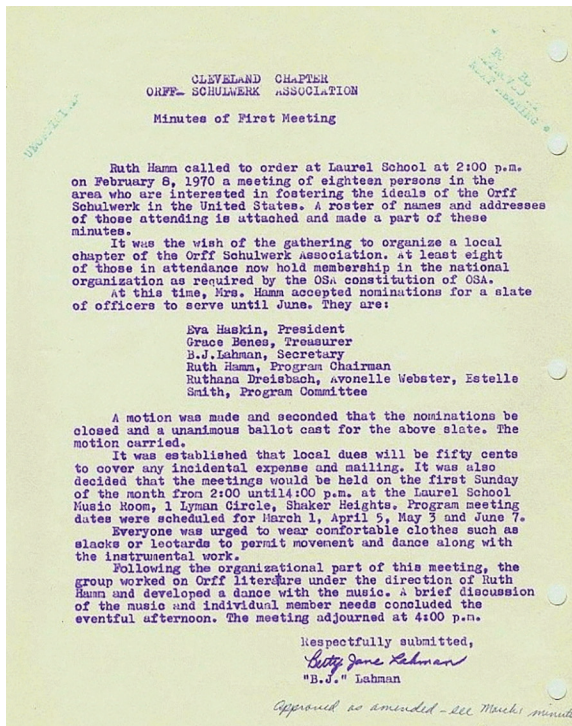 CLEVELAND CHAPTER
ORFF- SCHULWERK ASSOCIATION
Minutes of First Meeting
Ruth Hamm called to order at Laurel School at 2:00 p.m.
on February 8, 1970 a meeting of eighteen persons in the
area who are interested in fostering the ideals of the Orff
Schulwerk in the United States. A roster of names and addresses
of those attending is attached and made a part of these
minutes.
It was the wish of the gathering to organize a local
chapter of the Orff Schulwerk Association. At least eight
of those in attendance now hold membership in the national
organization as required by the OSA constitution of OSA.
At this time, Mrs. Hamm accepted nominations for a slate
of officers to serve until June. They are:
Eva Haskin, President
Grace Benes, Treasurer
B.J.Lahman, Secretary
Ruth Hamm, Program Chairman
Ruthana Dreisbach, Avonelle Webster, Estelle
Smith, Program Committee
A motion was made and seconded that the nominations be
closed and a unanimous ballot cast for the above slate. The
motion carried.
It was established that local dues will be fifty cents
to cover any incidental expense and mailing. It was also
decided that the meetings would be held on the first Sunday
of the month from 2:00 until4:00 p.m. at the Laurel School
Music Room, 1 Lyman Circle, Shaker Heights. Program meeting
dates were scheduled for March 1, April 5, May 3 and June 7.
Everyone was urged to wear comfortable clothes such as
slacks or leotards to permit movement and dance along with
the instrumental work.
Following the organizational part of this meeting, the
group worked on Orff literature under the direction of Ruth
Hamm and developed a dance with the music. A brief discussion
of the music and individual member needs concluded the
eventful afternoon. The meeting adjourned at 4:00 p.m.
Respectfully submitted,
Betty Jane Lahman
"B.J." Lahman
Approved as amended - see March 1 minute